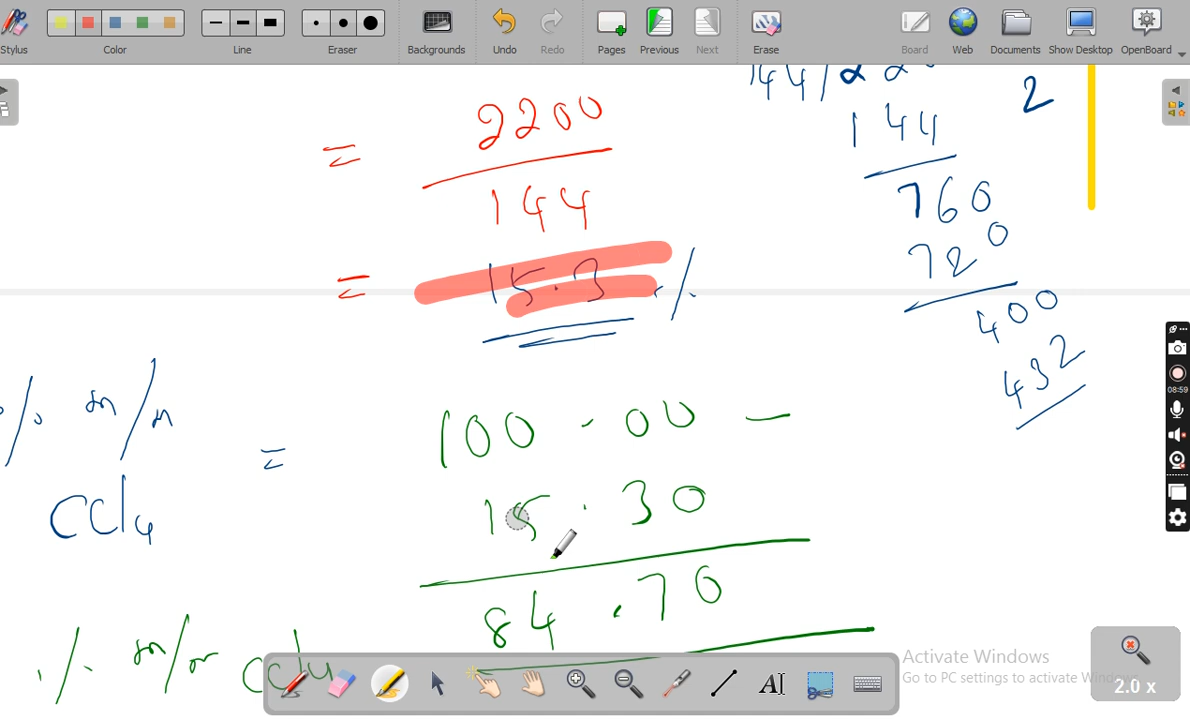 Stylus Color Line Eraser Backgrounds Undo Redo Pages Previous Next Erase Board Web Documents Show Desktop OpenBoard
2
144
= 2200
144
760
720
= 15.3 %
400
432
% m/m = 100.00 -
CCl4 15.30
84.70
% m/m CCl4
08:59
Activate Windows
Go to PC settings to activate Windows
2.0 x